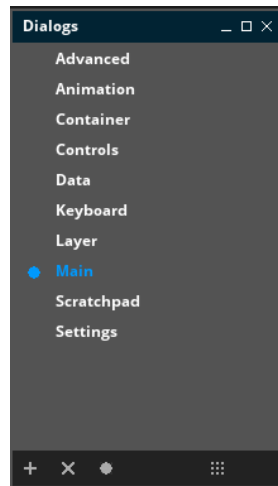 Dialogs
Advanced
Animation
Container
Controls
Data
Keyboard
Layer
Main
Scratchpad
Settings